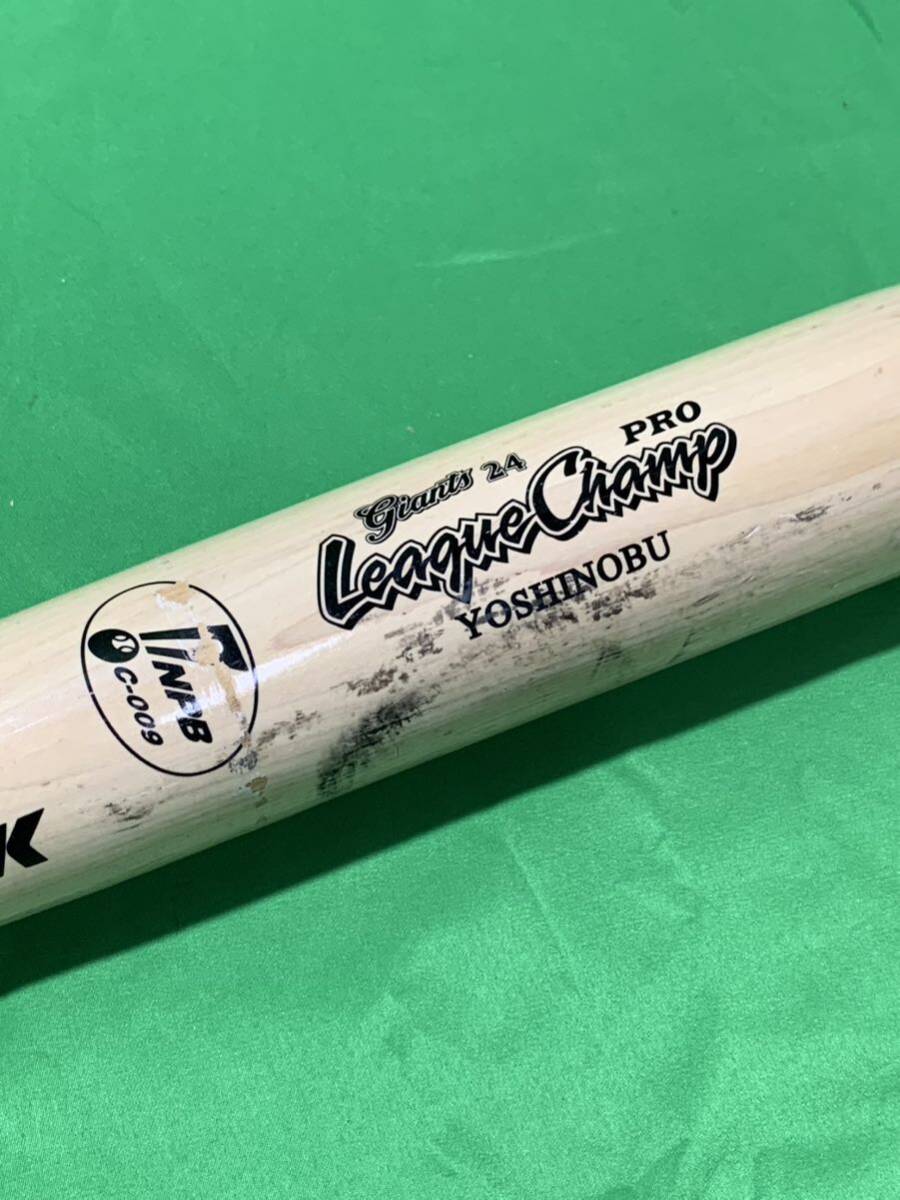 Giants 24
PRO
League Champ
YOSHINOBU
NPB
C-009
K